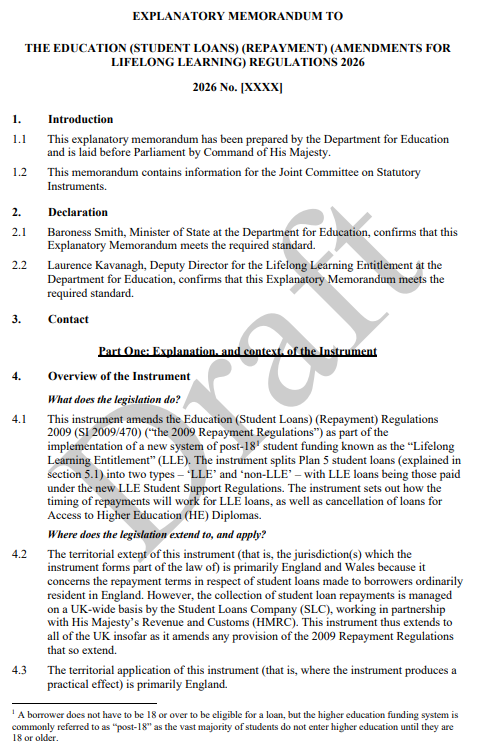 EXPLANATORY MEMORANDUM TO
THE EDUCATION (STUDENT LOANS) (REPAYMENT) (AMENDMENTS FOR
LIFELONG LEARNING) REGULATIONS 2026
2026 No. [XXXX]
1. Introduction
1.1 This explanatory memorandum has been prepared by the Department for Education
and is laid before Parliament by Command of His Majesty.
1.2 This memorandum contains information for the Joint Committee on Statutory
Instruments.
2. Declaration
2.1 Baroness Smith, Minister of State at the Department for Education, confirms that this
Explanatory Memorandum meets the required standard.
2.2 Laurence Kavanagh, Deputy Director for the Lifelong Learning Entitlement at the
Department for Education, confirms that this Explanatory Memorandum meets the
required standard.
3. Contact
Part One: Explanation, and context, of the Instrument
4. Overview of the Instrument
What does the legislation do?
4.1 This instrument amends the Education (Student Loans) (Repayment) Regulations
2009 (SI 2009/470) (“the 2009 Repayment Regulations”) as part of the
implementation of a new system of post-18¹ student funding known as the “Lifelong
Learning Entitlement” (LLE). The instrument splits Plan 5 student loans (explained in
section 5.1) into two types – ‘LLE’ and ‘non-LLE’ – with LLE loans being those paid
under the new LLE Student Support Regulations. The instrument sets out how the
timing of repayments will work for LLE loans, as well as cancellation of loans for
Access to Higher Education (HE) Diplomas.
Where does the legislation extend to, and apply?
4.2 The territorial extent of this instrument (that is, the jurisdiction(s) which the
instrument forms part of the law of) is primarily England and Wales because it
concerns the repayment terms in respect of student loans made to borrowers ordinarily
resident in England. However, the collection of student loan repayments is managed
on a UK-wide basis by the Student Loans Company (SLC), working in partnership
with His Majesty’s Revenue and Customs (HMRC). This instrument thus extends to
all of the UK insofar as it amends any provision of the 2009 Repayment Regulations
that so extend.
4.3 The territorial application of this instrument (that is, where the instrument produces a
practical effect) is primarily England.
¹ A borrower does not have to be 18 or over to be eligible for a loan, but the higher education funding system is
commonly referred to as “post-18” as the vast majority of students do not enter higher education until they are
18 or older.
Draft